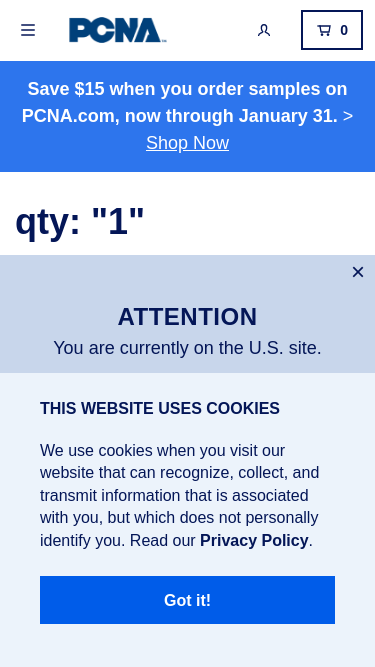 PCNA
0
Save $15 when you order samples on
PCNA.com, now through January 31. >
Shop Now
qty: "1"
ATTENTION
You are currently on the U.S. site.
THIS WEBSITE USES COOKIES
We use cookies when you visit our
website that can recognize, collect, and
transmit information that is associated
with you, but which does not personally
identify you. Read our Privacy Policy.
Got it!